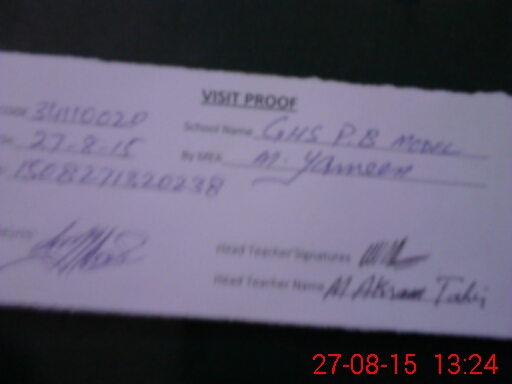 VISIT PROOF
34110020 School Name GHS P.B MODEL
27-8-15 By MEA M. Yameen
1508271320238
Head Teacher Signatures
Head Teacher Name M. Akram Tahir
27-08-15 13:24